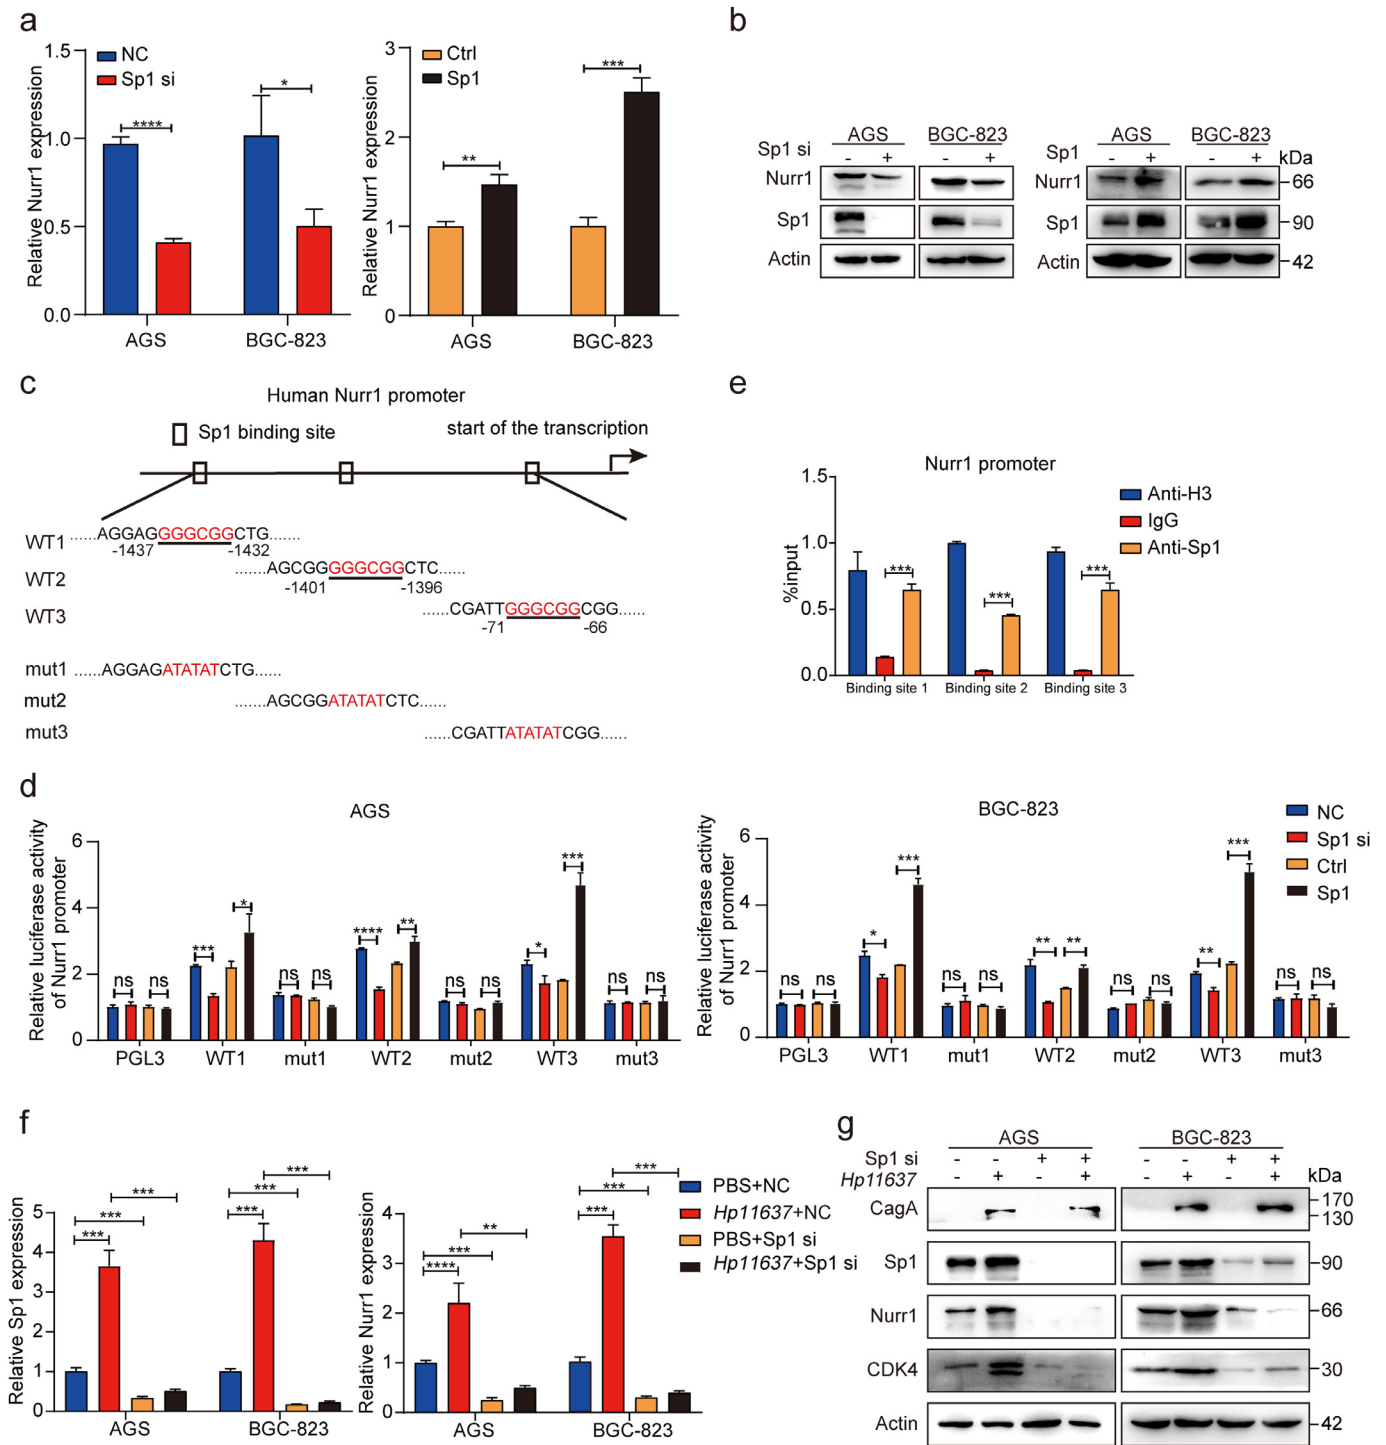 a
1.5
1.0
0.5
0.0
Relative Nurr1 expression
NC
Sp1 si
****
*
AGS
BGC-823
3
2
1
0
Relative Nurr1 expression
Ctrl
Sp1
**
***
AGS
BGC-823
b
AGS BGC-823
Sp1 si - + - +
Nurr1
Sp1
Actin
AGS BGC-823
Sp1 - + - + kDa
Nurr1 66
Sp1 90
Actin 42
c
Human Nurr1 promoter
Sp1 binding site
start of the transcription
WT1 ......AGGAGGGGCGGCTG.......
-1437 -1432
WT2 .......AGCGGGGGCGGCTC......
-1401 -1396
WT3 ......CGATTGGGCGGCGG......
-71 -66
mut1 ......AGGAGATATATCTG......
mut2 .......AGCGGATATATCTC......
mut3 ......CGATTATATATCGG......
e
Nurr1 promoter
1.5
1.0
0.5
0.0
%input
Anti-H3
IgG
Anti-Sp1
*** *** ***
Binding site 1 Binding site 2 Binding site 3
d
AGS
6
4
2
0
Relative luciferase activity
of Nurr1 promoter
ns ns *** * ns ns **** ** ns ns * *** ns ns
PGL3 WT1 mut1 WT2 mut2 WT3 mut3
BGC-823
6
4
2
0
Relative luciferase activity
of Nurr1 promoter
ns ns * *** ns ns ** ** ns ns ** *** ns ns
PGL3 WT1 mut1 WT2 mut2 WT3 mut3
NC
Sp1 si
Ctrl
Sp1
f
5
4
3
2
1
0
Relative Sp1 expression
***
***
***
***
***
***
AGS BGC-823
4
3
2
1
0
Relative Nurr1 expression
**
***
****
***
***
***
AGS BGC-823
PBS+NC
Hp11637+NC
PBS+Sp1 si
Hp11637+Sp1 si
g
AGS BGC-823
Sp1 si - - + + - - + +
Hp11637 - + - + - + - + kDa
CagA 170
130
Sp1 90
Nurr1 66
CDK4 30
Actin 42